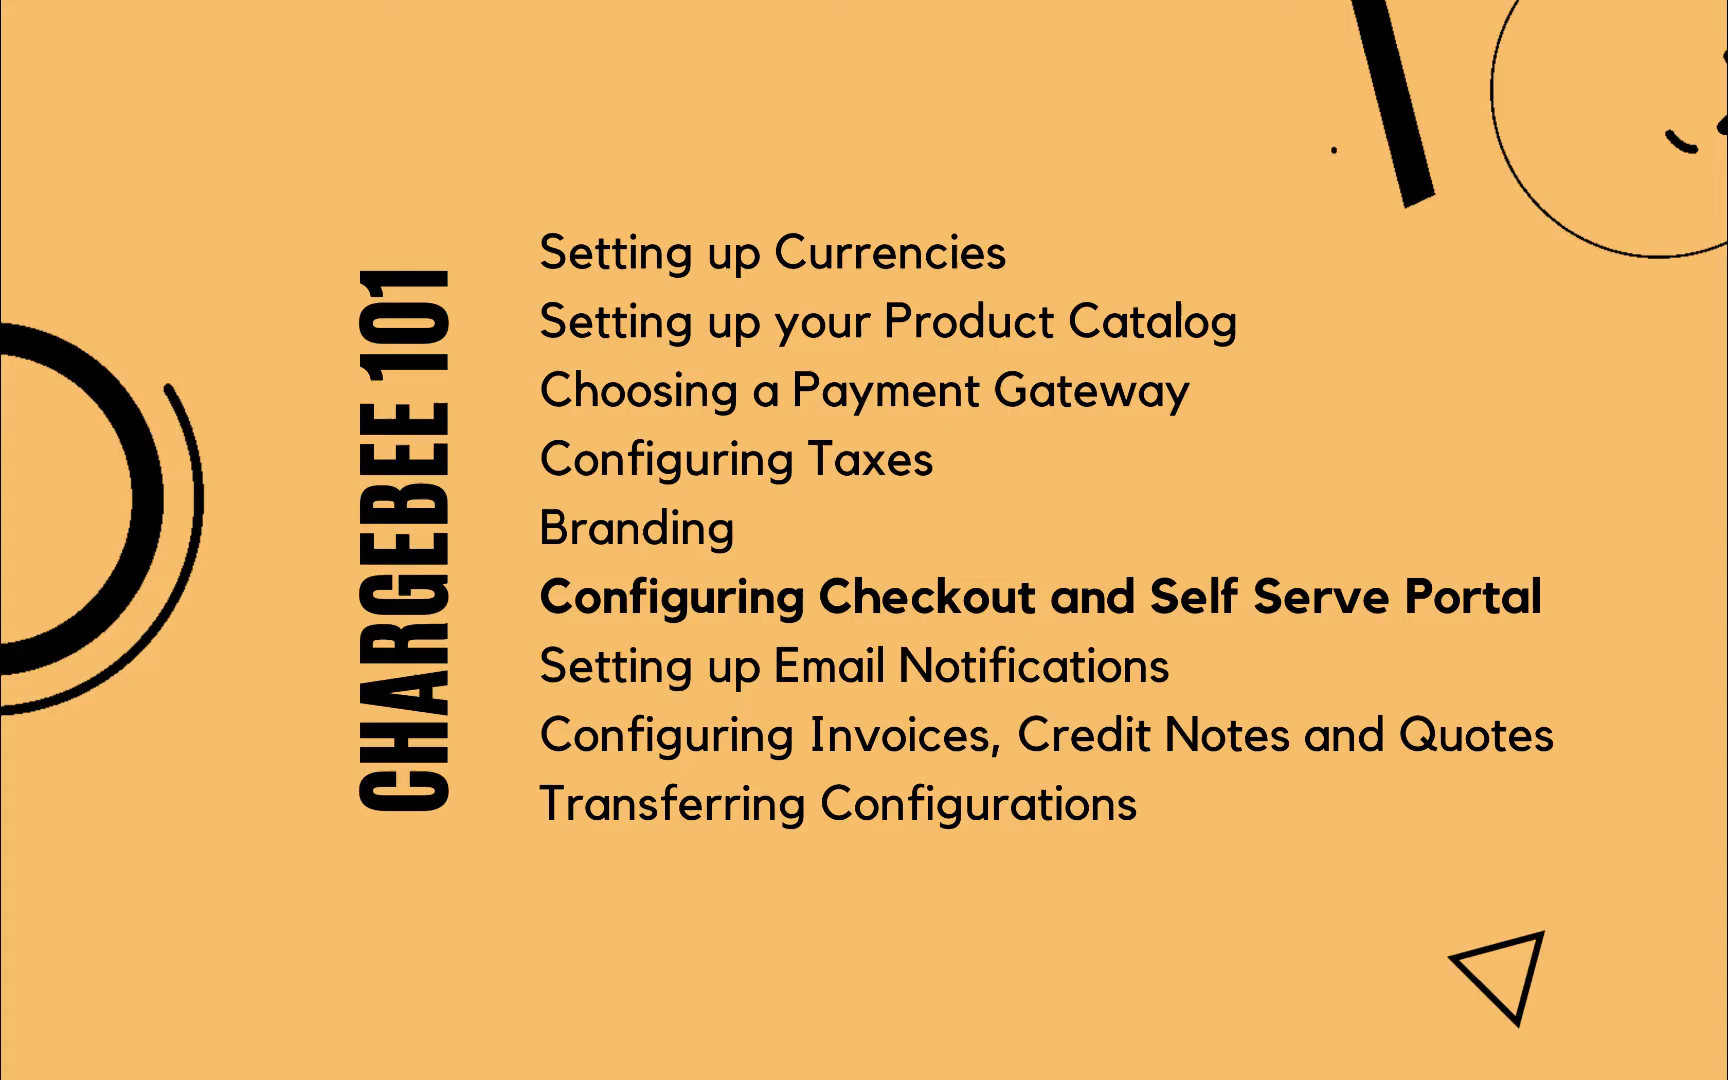 CHARGEBEE 101
Setting up Currencies
Setting up your Product Catalog
Choosing a Payment Gateway
Configuring Taxes
Branding
Configuring Checkout and Self Serve Portal
Setting up Email Notifications
Configuring Invoices, Credit Notes and Quotes
Transferring Configurations